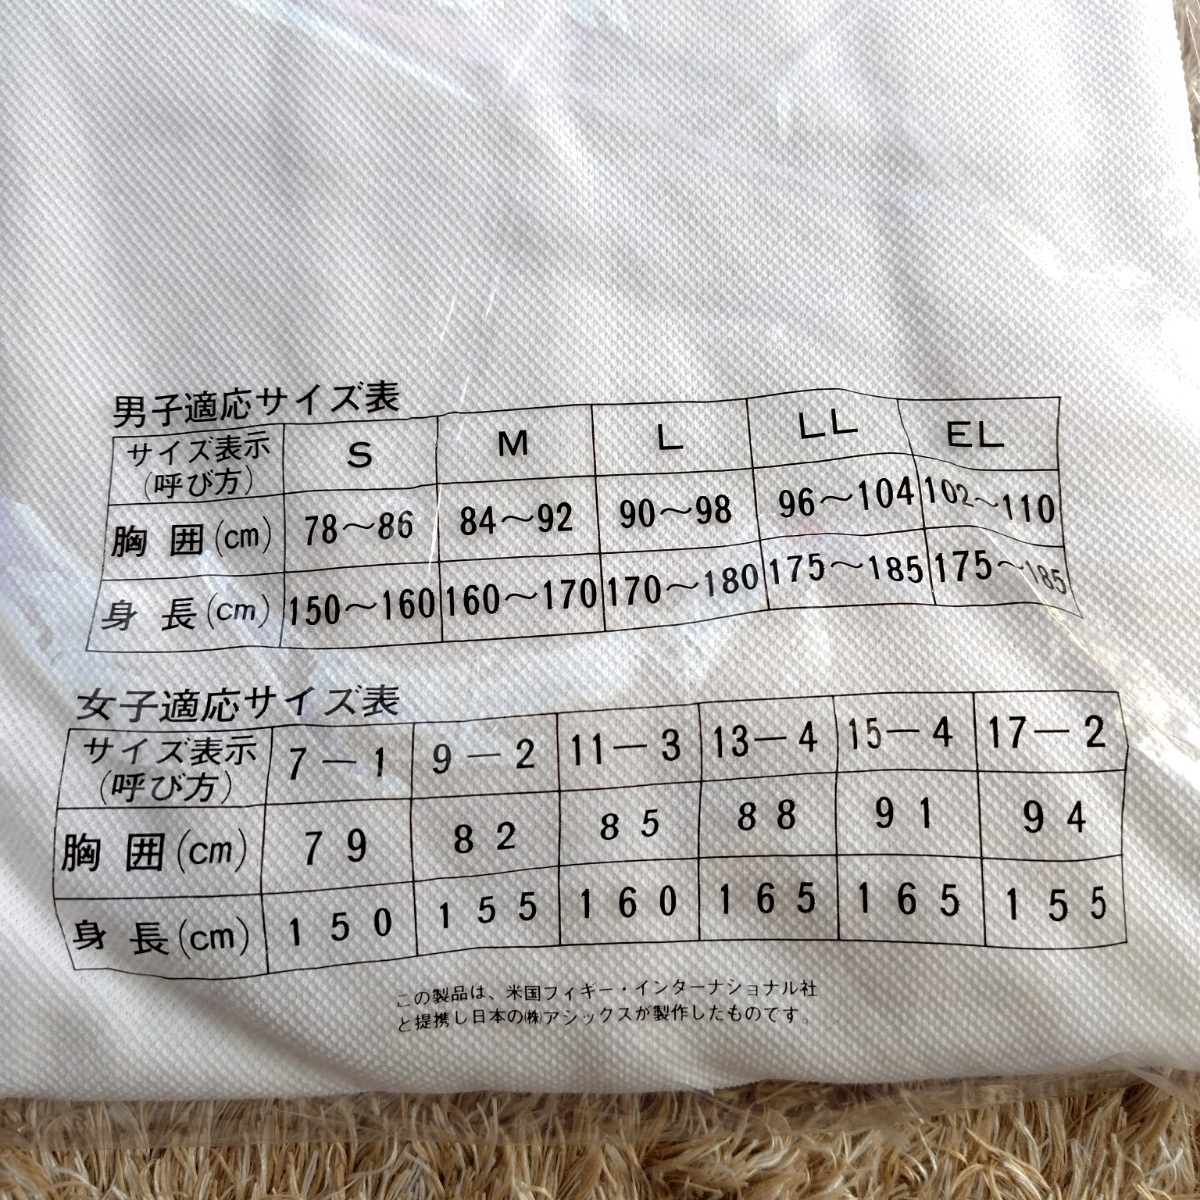 男子適応サイズ表
サイズ表示(呼び方) S M L LL EL
胸囲(cm) 78〜86 84〜92 90〜98 96〜104 102〜110
身長(cm) 150〜160 160〜170 170〜180 175〜185 175〜185
女子適応サイズ表
サイズ表示(呼び方) 7－1 9－2 11－3 13－4 15－4 17－2
胸囲(cm) 79 82 85 88 91 94
身長(cm) 150 155 160 165 165 155
この製品は、米国フィギー・インターナショナル社
と提携し日本の㈱アシックスが製作したものです。